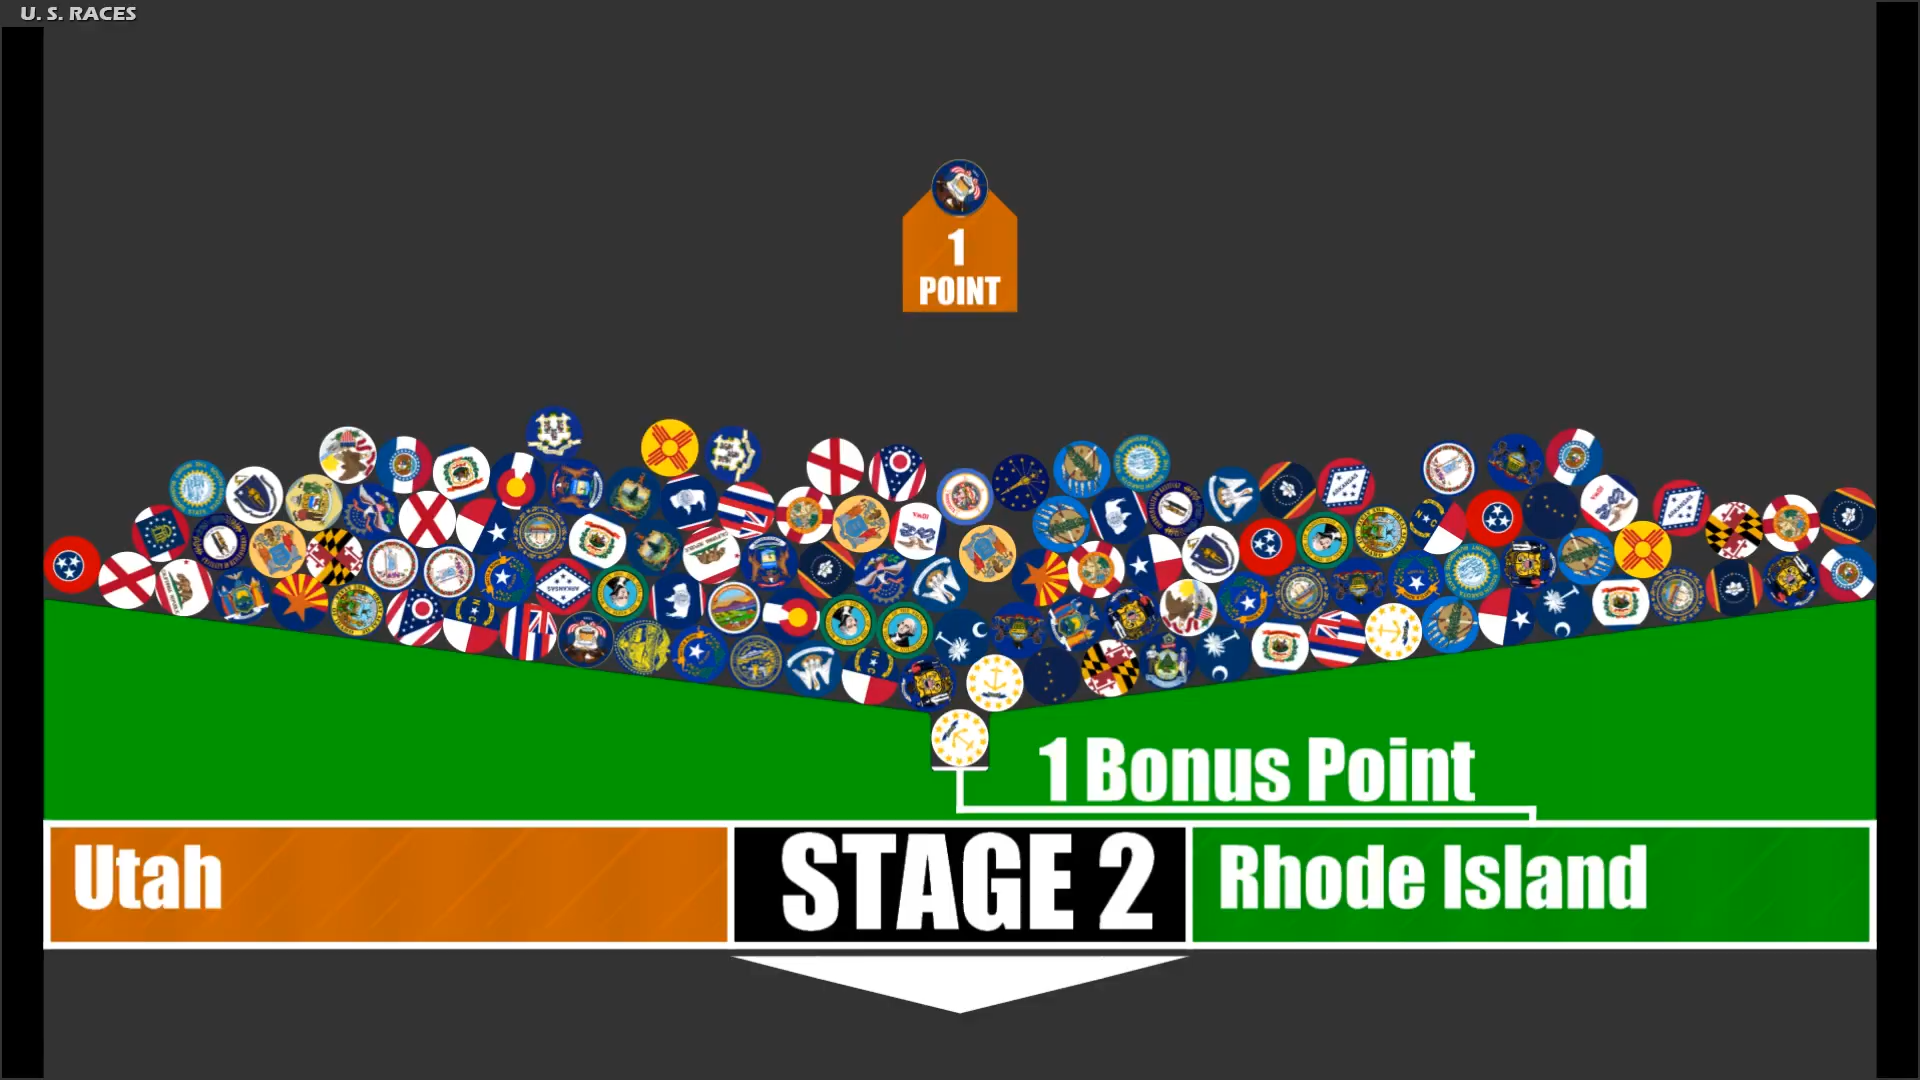 U. S. RACES
1
POINT
1 Bonus Point
Utah
STAGE 2
Rhode Island